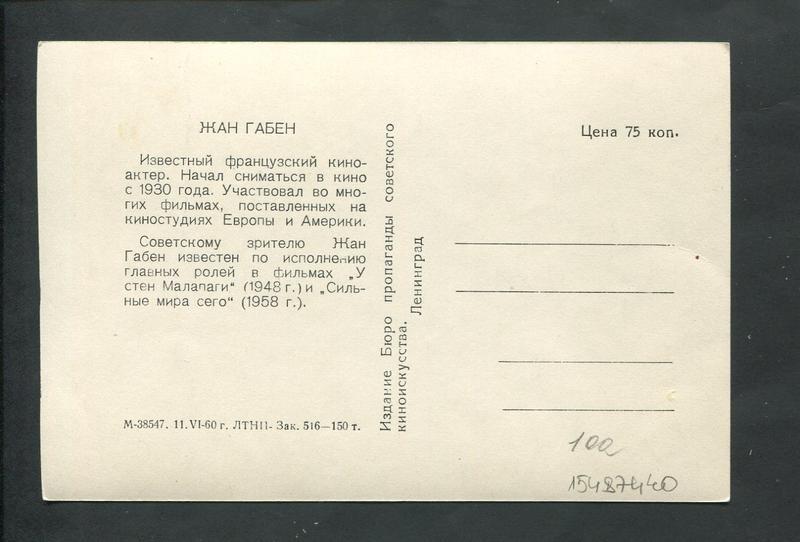 ЖАН ГАБЕН
Известный французский кино-
актер. Начал сниматься в кино
с 1930 года. Участвовал во мно-
гих фильмах, поставленных на
киностудиях Европы и Америки.
Советскому зрителю Жан
Габен известен по исполнению
главных ролей в фильмах „У
стен Малапаги“ (1948 г.) и „Силь-
ные мира сего“ (1958 г.).
М-38547. 11.VI-60 г. ЛТНП- Зак. 516—150 т.
Издание Бюро пропаганды советского
киноискусства. Ленинград
Цена 75 коп.
100
15487440